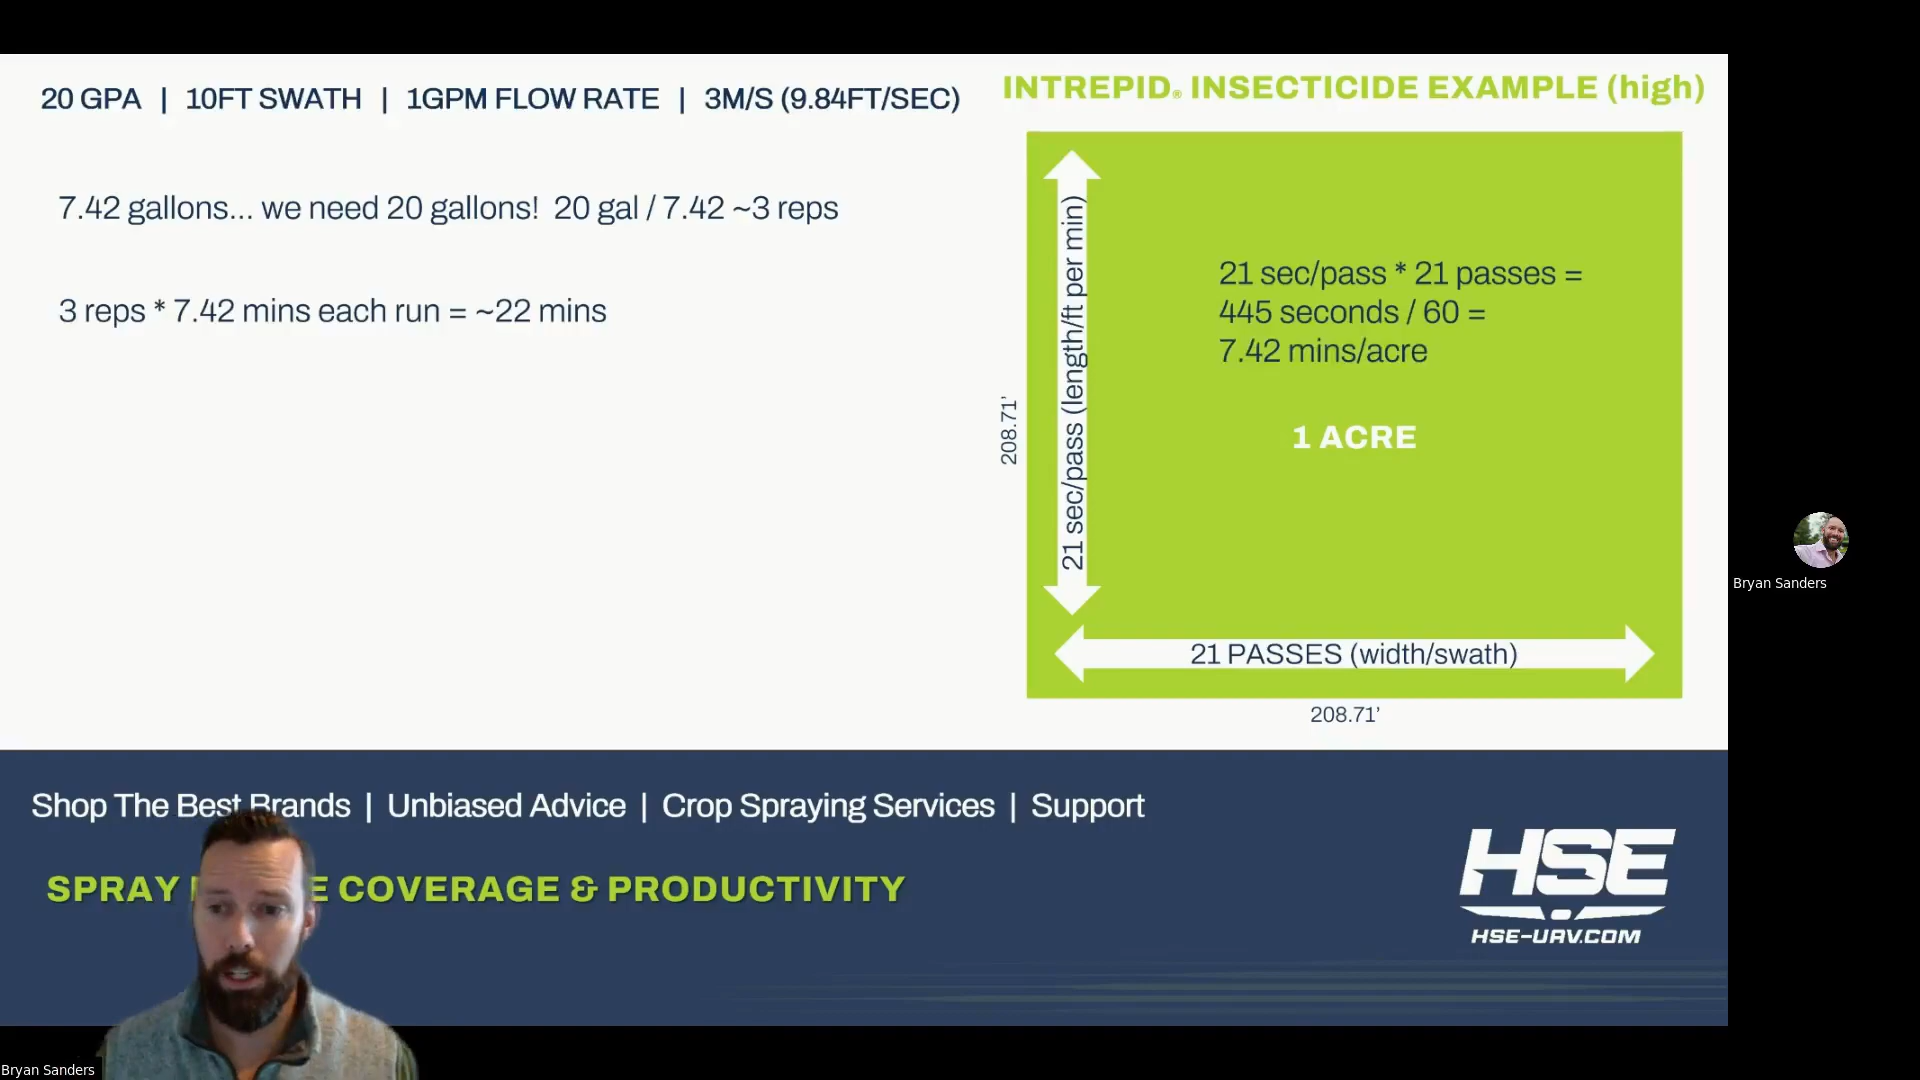 20 GPA | 10FT SWATH | 1GPM FLOW RATE | 3M/S (9.84FT/SEC)
INTREPID® INSECTICIDE EXAMPLE (high)
7.42 gallons... we need 20 gallons! 20 gal / 7.42 ~3 reps
3 reps * 7.42 mins each run = ~22 mins
208.71’
21 sec/pass (length/ft per min)
21 sec/pass * 21 passes =
445 seconds / 60 =
7.42 mins/acre
1 ACRE
21 PASSES (width/swath)
208.71’
Bryan Sanders
Shop The Best Brands | Unbiased Advice | Crop Spraying Services | Support
SPRAY COVERAGE & PRODUCTIVITY
HSE
HSE-UAV.COM
Bryan Sanders